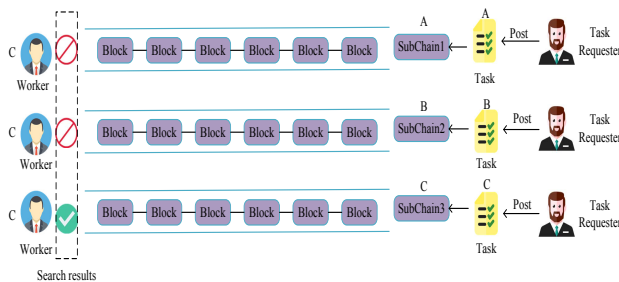 A
A
C
Block
Block
Block
Block
Block
Block
SubChain1
Post
Task
Requester
Worker
Task
B
B
C
Block
Block
Block
Block
Block
Block
SubChain2
Post
Task
Requester
Worker
Task
C
C
C
Block
Block
Block
Block
Block
Block
SubChain3
Post
Task
Requester
Worker
Task
Search results